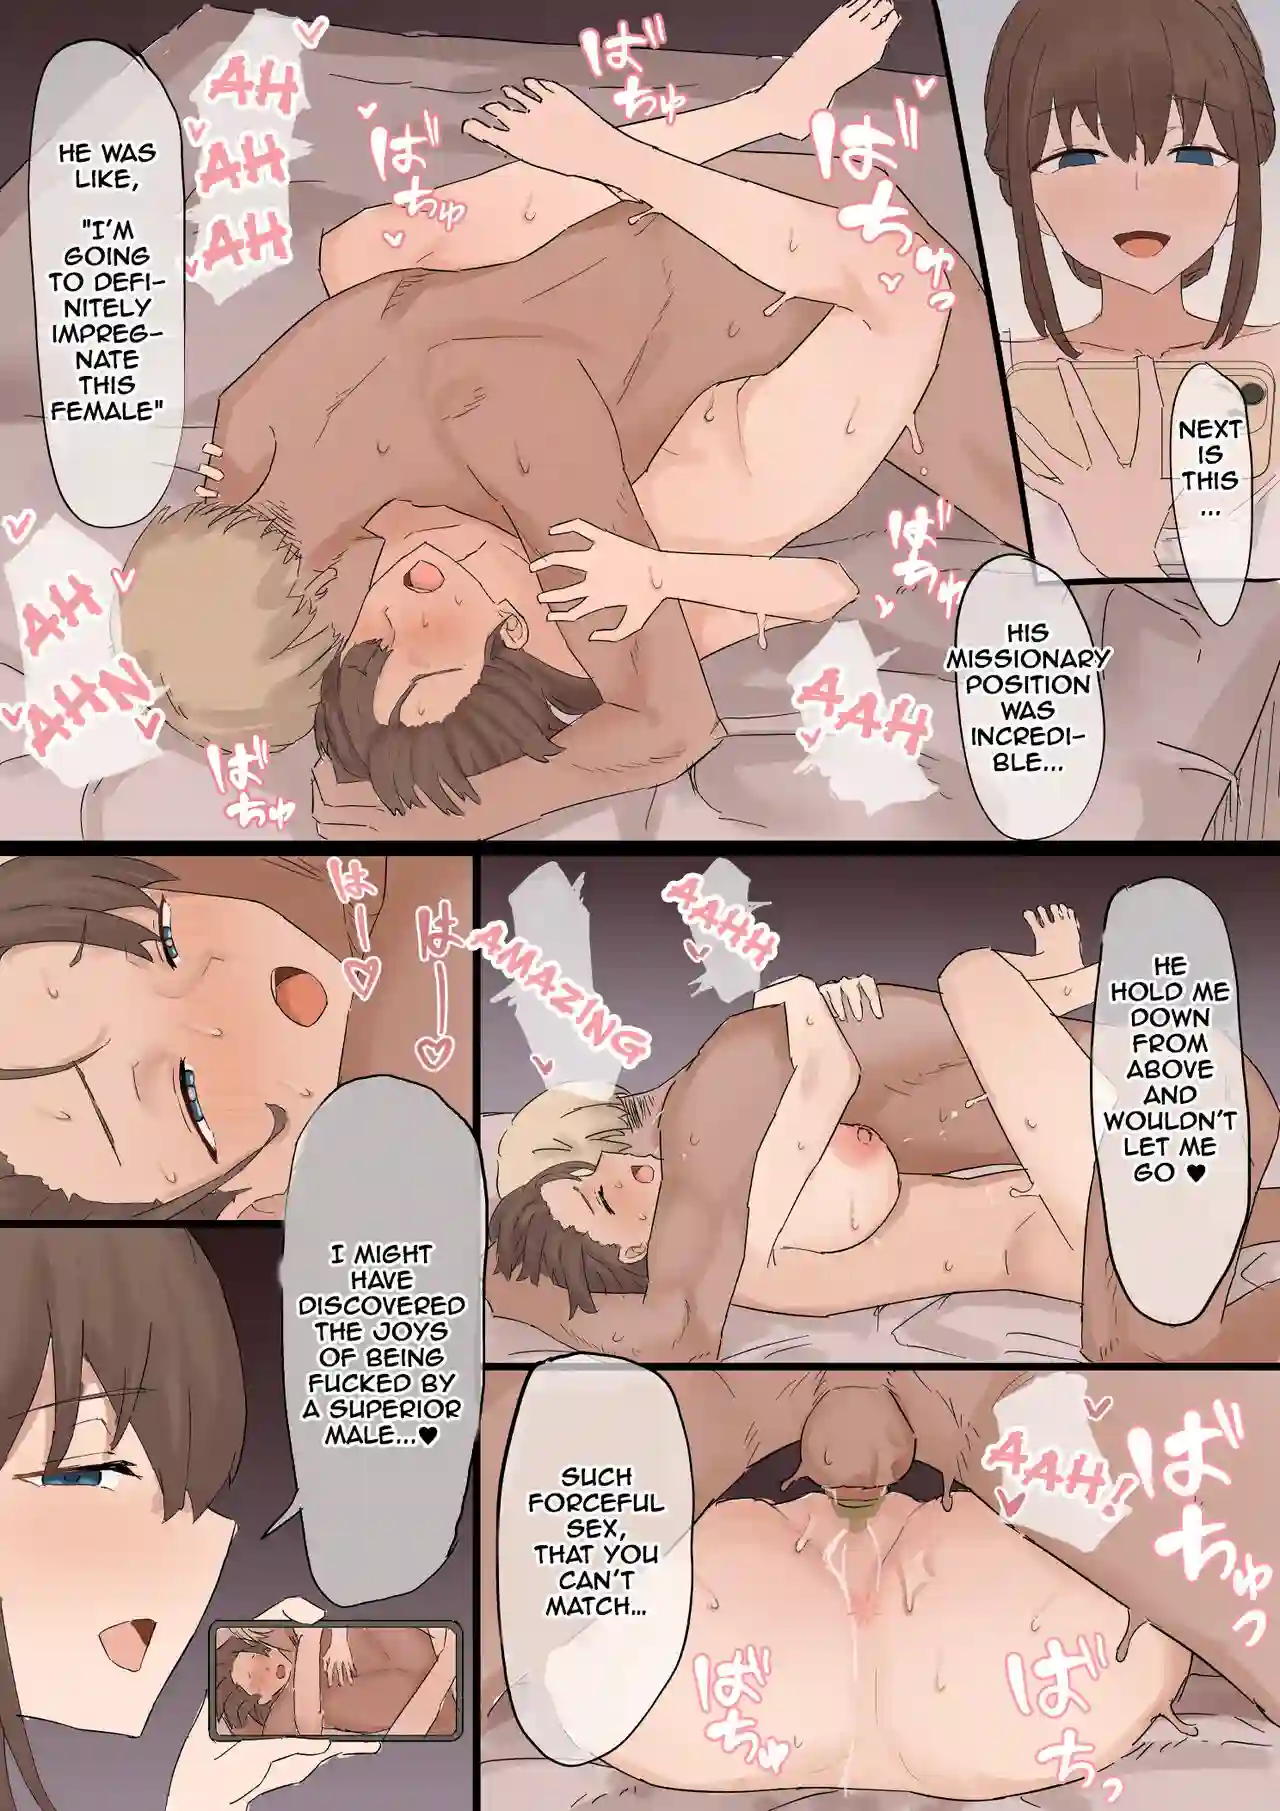 NEXT
IS
THIS
...
HIS
MISSIONARY
POSITION
WAS
INCREDI-
BLE...
HE WAS
LIKE,
"I'M
GOING
TO DEFI-
NITELY
IMPREG-
NATE
THIS
FEMALE"
AH
AH
AH
AH
AHN
AAH
ばちゅ
ばちゅ
ばちゅっ
ばちゅ
ばちゅ
HE
HOLD ME
DOWN
FROM
ABOVE
AND
WOULDN'T
LET ME
GO ♥
AAHH
AMAZING
はー♡
はー♡
SUCH
FORCEFUL
SEX,
THAT YOU
CAN'T
MATCH...
AAH!
ばちゅっ
ばちゅ
ばちっ
I MIGHT
HAVE
DISCOVERED
THE JOYS
OF BEING
FUCKED BY
A SUPERIOR
MALE...♥